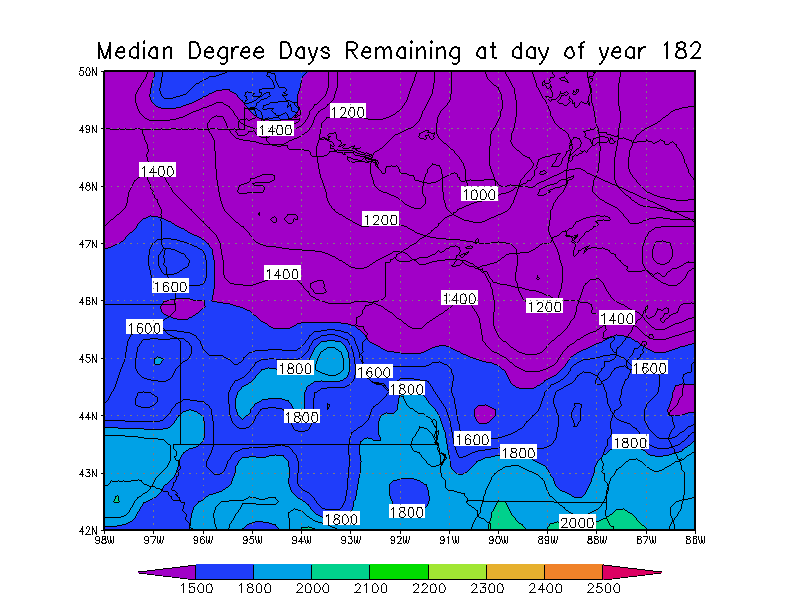 Median Degree Days Remaining at day of year 182
50N
1200
49N
1400
1400
48N
1000
1200
47N
1400
1600
1400
46N
1200
1400
1600
45N
1800
1600
1600
1800
44N
1800
1600
1800
1800
43N
1800
1800
2000
42N
98W 97W 96W 95W 94W 93W 92W 91W 90W 89W 88W 87W 86W
1500 1800 2000 2100 2200 2300 2400 2500